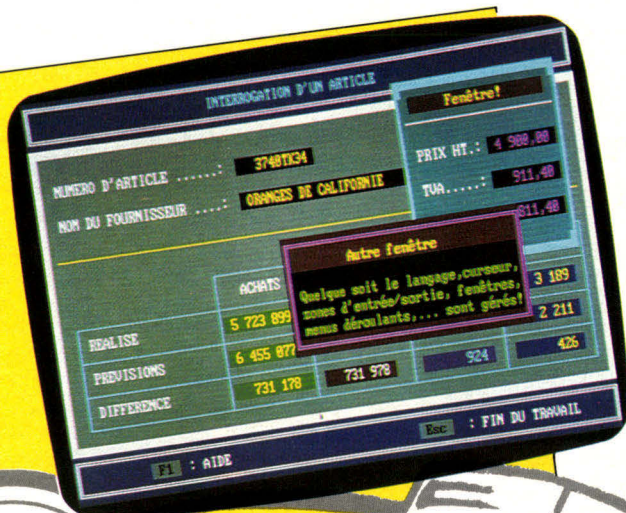 INTERROGATION D'UN ARTICLE
NUMERO D'ARTICLE ......: 3740TK34
NOM DU FOURNISSEUR ....: ORANGES DE CALIFORNIE
Fenêtre!
PRIX HT.: 4 900,00
TVA.....: 911,40
811,40
Autre fenêtre
Quelque soit le langage,curseur,
zones d'entrée/sortie, fenêtres,
menus déroulants,... sont gérés!
ACHATS
REALISE 5 723 899 3 189
PREVISIONS 6 455 077 2 211
DIFFERENCE 731 178 731 978 924 426
F1 : AIDE
Esc : FIN DU TRAVAIL